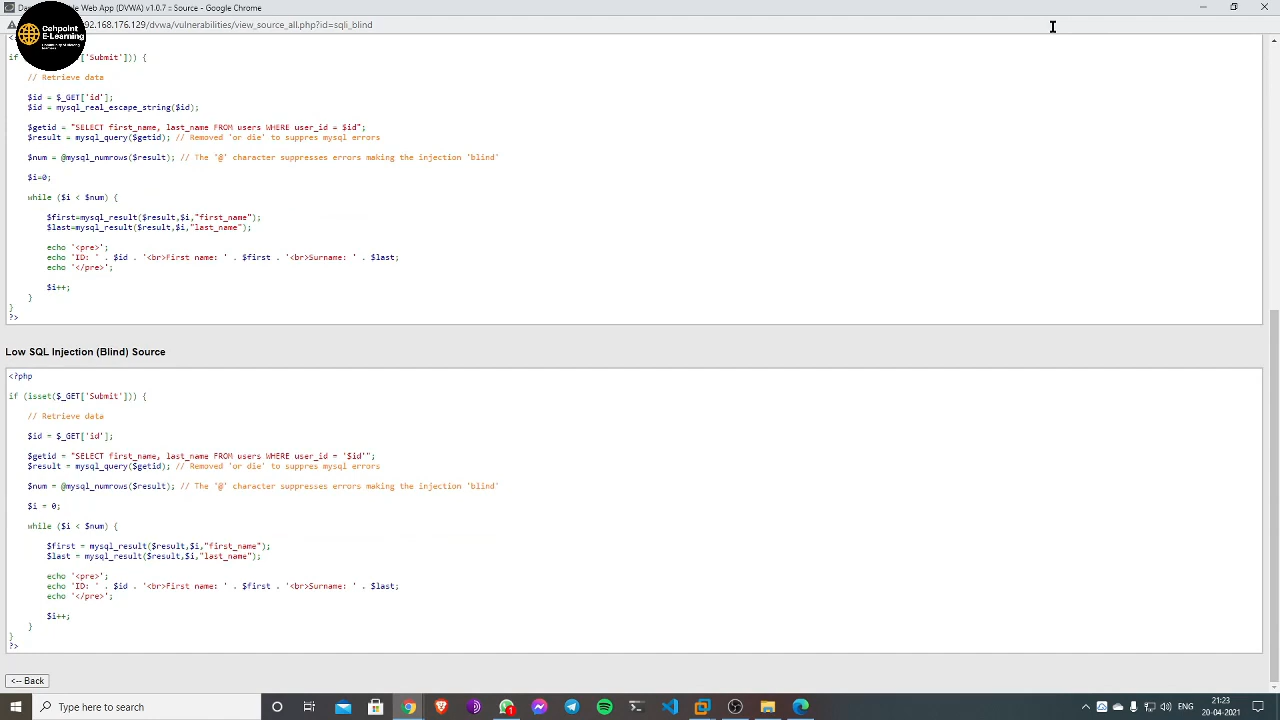 Web App (DVWA) v1.0.7 :: Source - Google Chrome
192.168.176.129/dvwa/vulnerabilities/view_source_all.php?id=sqli_blind
Cehpoint
E-Learning
if ['Submit'])) {
// Retrieve data
$id = $_GET['id'];
$id = mysql_real_escape_string($id);
$getid = "SELECT first_name, last_name FROM users WHERE user_id = $id";
$result = mysql_query($getid); // Removed 'or die' to suppres mysql errors
$num = @mysql_numrows($result); // The '@' character suppresses errors making the injection 'blind'
$i=0;
while ($i < $num) {
$first=mysql_result($result,$i,"first_name");
$last=mysql_result($result,$i,"last_name");
echo '<pre>';
echo 'ID: ' . $id . '<br>First name: ' . $first . '<br>Surname: ' . $last;
echo '</pre>';
$i++;
}
}
?>
Low SQL Injection (Blind) Source
<?php
if (isset($_GET['Submit'])) {
// Retrieve data
$id = $_GET['id'];
$getid = "SELECT first_name, last_name FROM users WHERE user_id = '$id'";
$result = mysql_query($getid); // Removed 'or die' to suppres mysql errors
$num = @mysql_numrows($result); // The '@' character suppresses errors making the injection 'blind'
$i = 0;
while ($i < $num) {
$first = mysql_result($result,$i,"first_name");
$last = mysql_result($result,$i,"last_name");
echo '<pre>';
echo 'ID: ' . $id . '<br>First name: ' . $first . '<br>Surname: ' . $last;
echo '</pre>';
$i++;
}
}
?>
<-- Back
Type here to search
1
ENG
21:23
20-04-2021